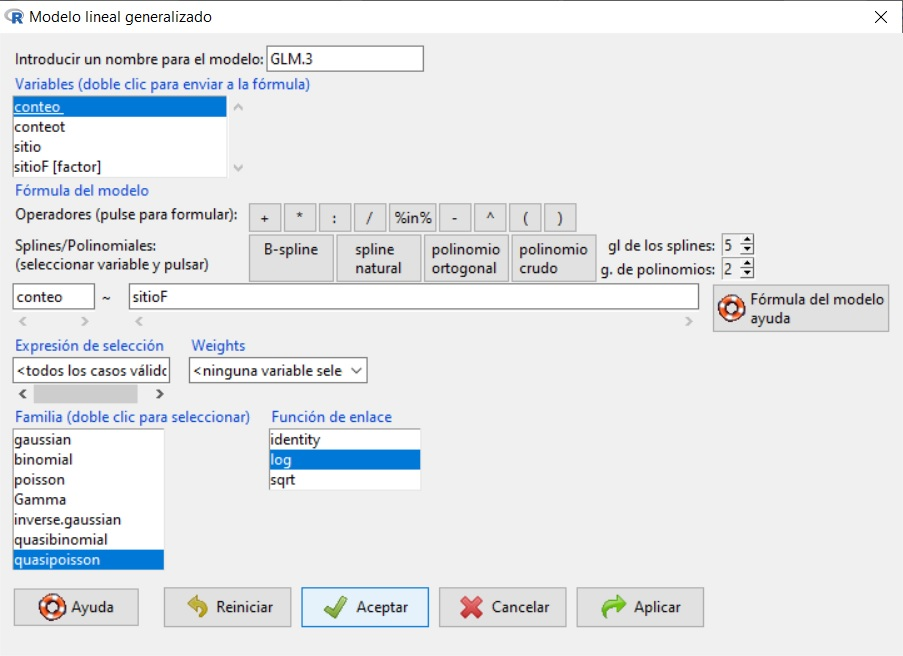 Modelo lineal generalizado
Introducir un nombre para el modelo: GLM.3
Variables (doble clic para enviar a la fórmula)
conteo
conteot
sitio
sitioF [factor]
Fórmula del modelo
Operadores (pulse para formular): + * : / %in% - ^ ( )
Splines/Polinomiales:
(seleccionar variable y pulsar)
B-spline
spline
natural
polinomio
ortogonal
polinomio
crudo
gl de los splines: 5
g. de polinomios: 2
conteo ~ sitioF
Fórmula del modelo
ayuda
Expresión de selección Weights
<todos los casos válidc <ninguna variable sele
Familia (doble clic para seleccionar) Función de enlace
gaussian
binomial
poisson
Gamma
inverse.gaussian
quasibinomial
quasipoisson
identity
log
sqrt
Ayuda Reiniciar Aceptar Cancelar Aplicar